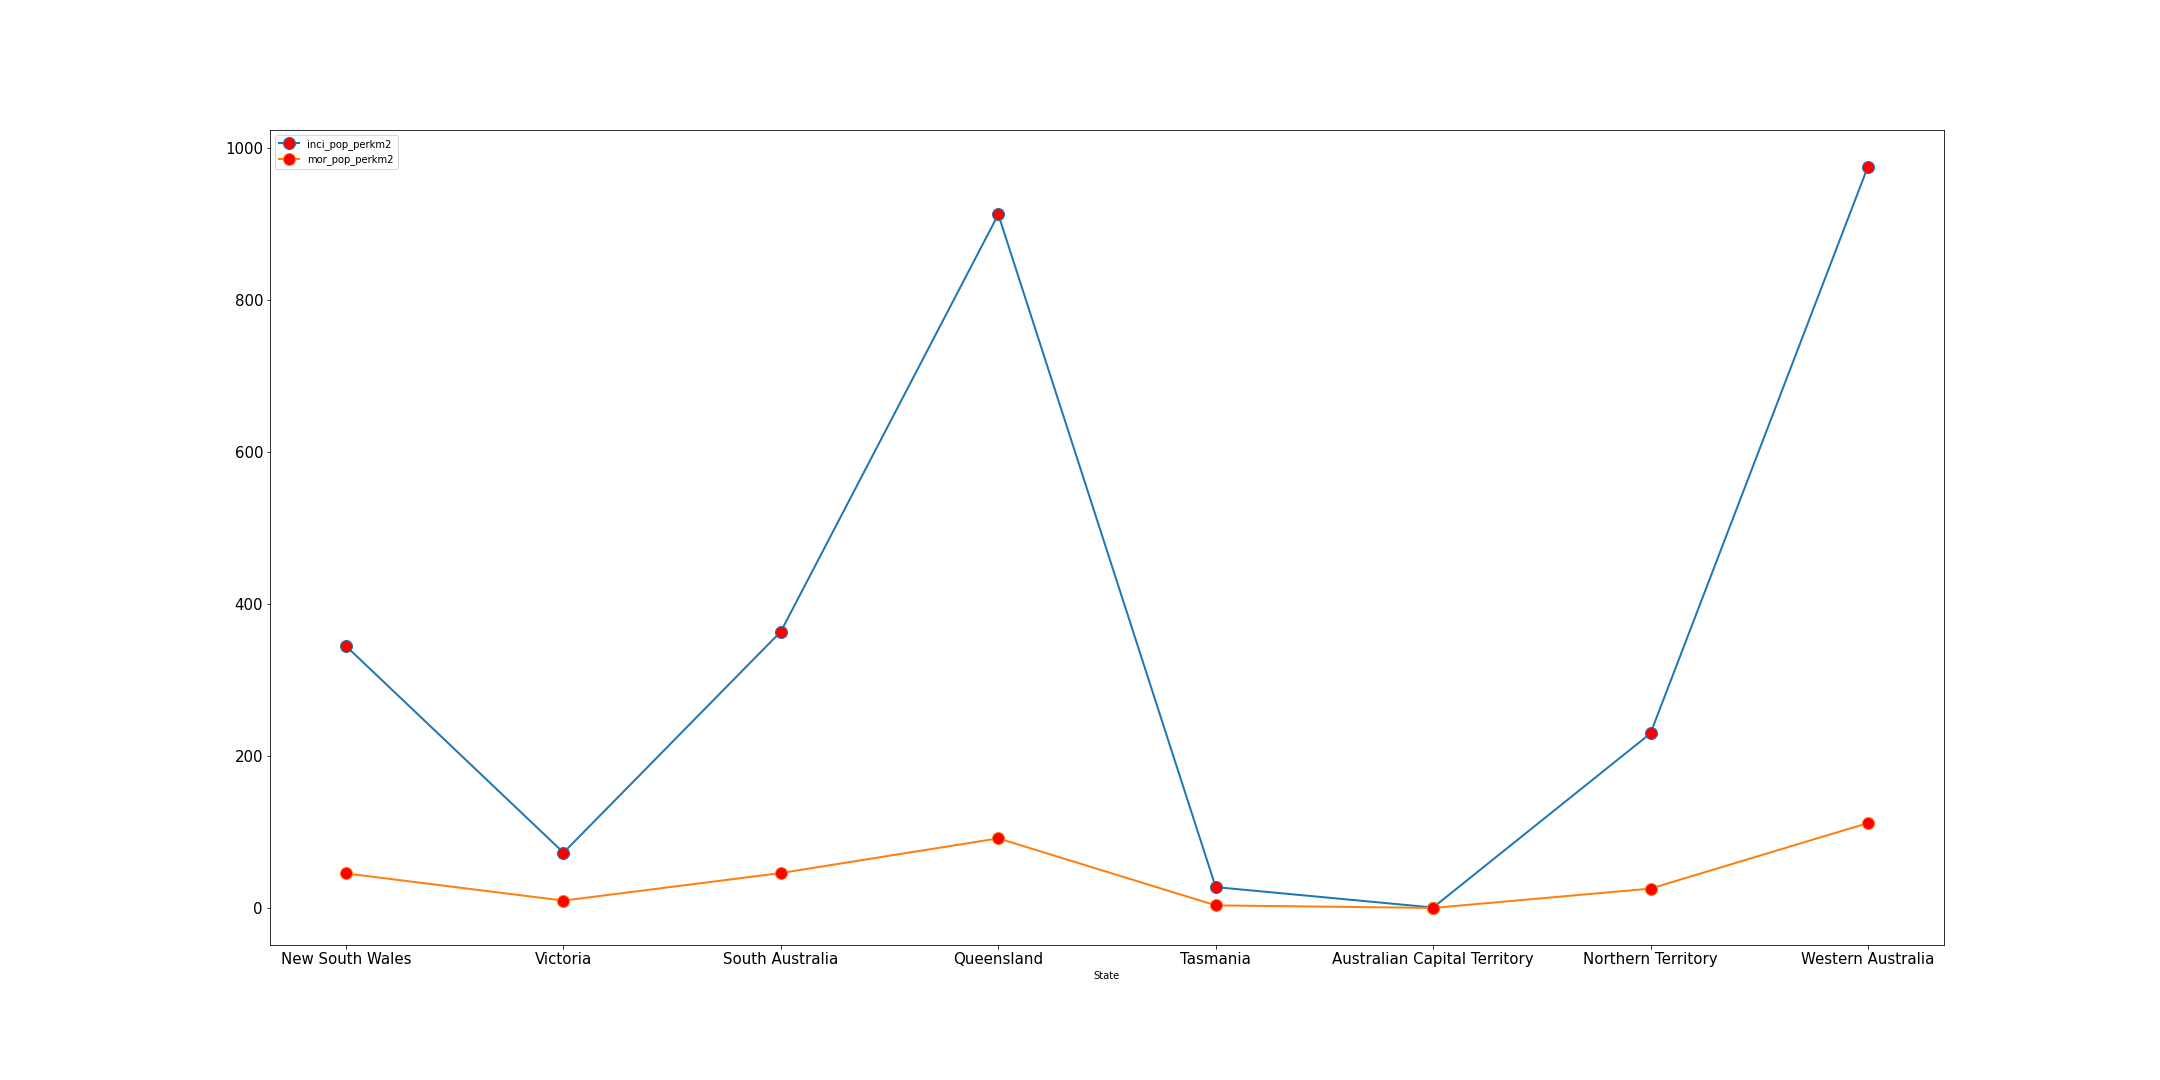 inci_pop_perkm2
mor_pop_perkm2
1000
800
600
400
200
0
New South Wales Victoria South Australia Queensland Tasmania Australian Capital Territory Northern Territory Western Australia
State